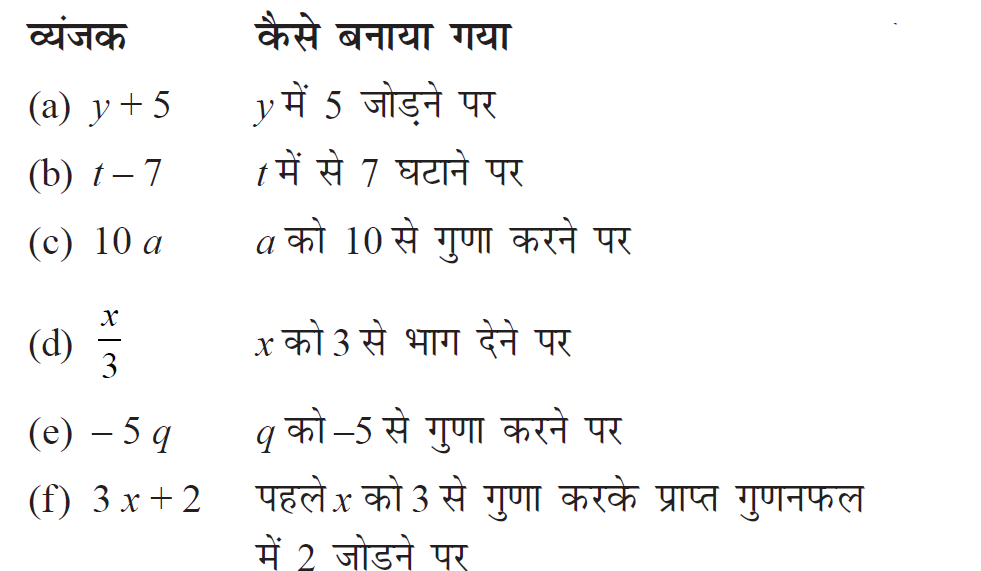 व्यंजक कैसे बनाया गया
(a) y + 5 y में 5 जोड़ने पर
(b) t – 7 t में से 7 घटाने पर
(c) 10 a a को 10 से गुणा करने पर
(d) x/3 x को 3 से भाग देने पर
(e) – 5 q q को –5 से गुणा करने पर
(f) 3 x + 2 पहले x को 3 से गुणा करके प्राप्त गुणनफल
में 2 जोडने पर